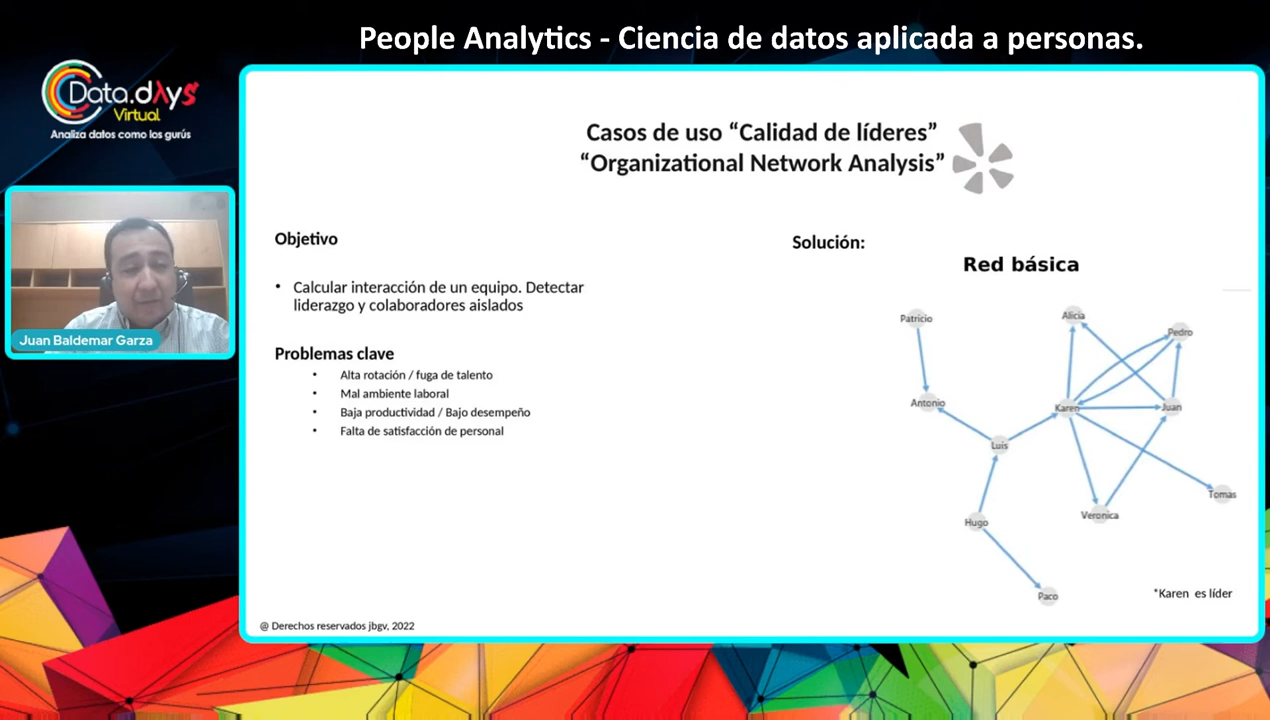 People Analytics - Ciencia de datos aplicada a personas.
Data.dAys
Virtual
Analiza datos como los gurús
Juan Baldemar Garza
Casos de uso “Calidad de líderes”
“Organizational Network Analysis”
Objetivo
• Calcular interacción de un equipo. Detectar
liderazgo y colaboradores aislados
Problemas clave
• Alta rotación / fuga de talento
• Mal ambiente laboral
• Baja productividad / Bajo desempeño
• Falta de satisfacción de personal
Solución:
Red básica
Patricio
Alicia
Pedro
Antonio
Karen
Juan
Luis
Tomas
Veronica
Hugo
Paco
*Karen es líder
@ Derechos reservados jbgv, 2022